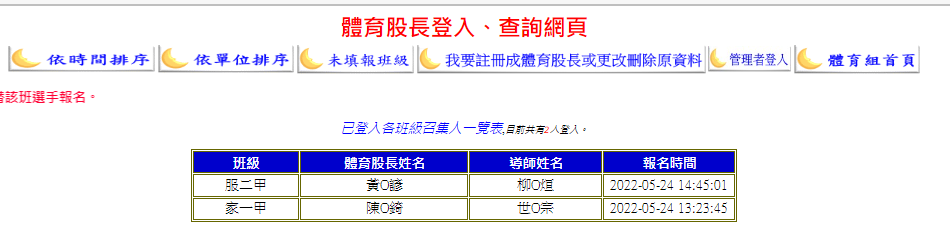 體育股長登入、查詢網頁
依時間排序 依單位排序 未填報班級 我要註冊成體育股長或更改刪除原資料 管理者登入 體育組首頁
該班選手報名。
已登入各班級召集人一覽表,目前共有2人登入。
班級 體育股長姓名 導師姓名 報名時間
服二甲 黃O諺 柳O烜 2022-05-24 14:45:01
家一甲 陳O錡 世O宗 2022-05-24 13:23:45